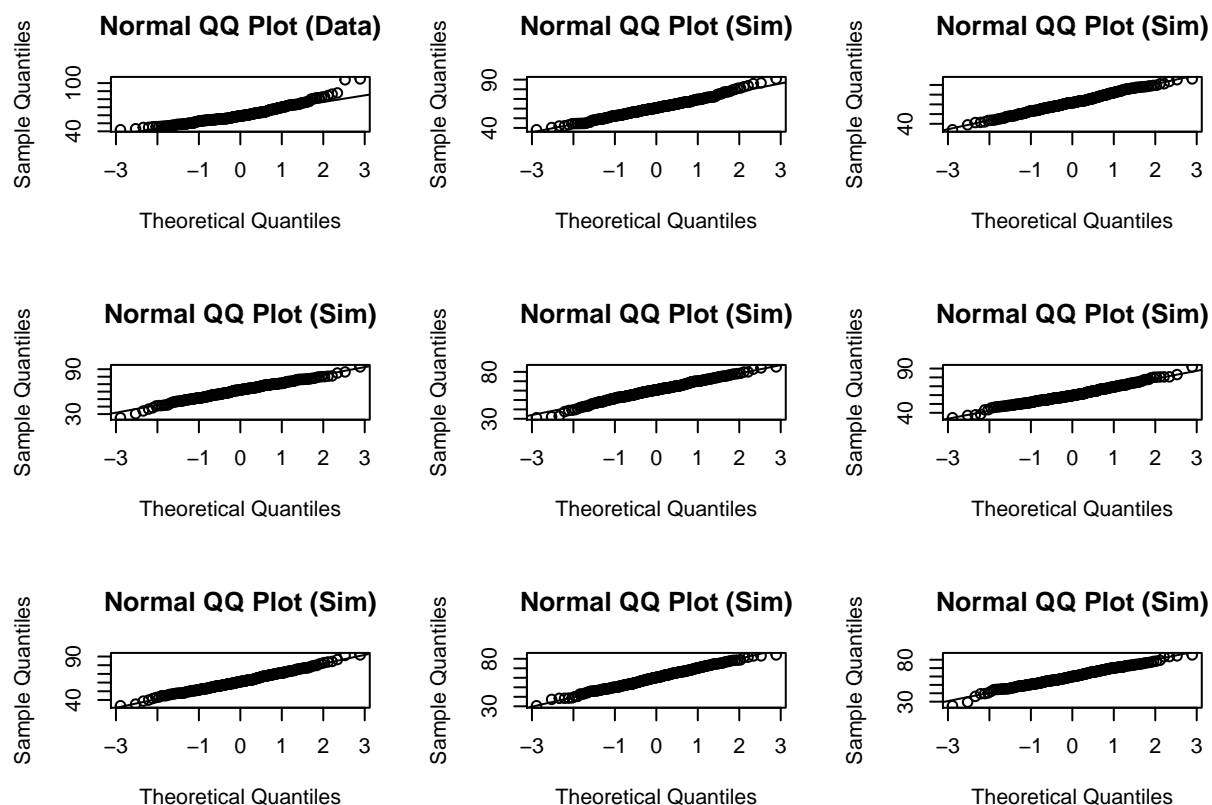 Normal QQ Plot (Data)
Sample Quantiles
100
40
−3 −1 0 1 2 3
Theoretical Quantiles
Normal QQ Plot (Sim)
Sample Quantiles
90
40
−3 −1 0 1 2 3
Theoretical Quantiles
Normal QQ Plot (Sim)
Sample Quantiles
40
−3 −1 0 1 2 3
Theoretical Quantiles
Normal QQ Plot (Sim)
Sample Quantiles
90
30
−3 −1 0 1 2 3
Theoretical Quantiles
Normal QQ Plot (Sim)
Sample Quantiles
80
30
−3 −1 0 1 2 3
Theoretical Quantiles
Normal QQ Plot (Sim)
Sample Quantiles
90
40
−3 −1 0 1 2 3
Theoretical Quantiles
Normal QQ Plot (Sim)
Sample Quantiles
90
40
−3 −1 0 1 2 3
Theoretical Quantiles
Normal QQ Plot (Sim)
Sample Quantiles
80
30
−3 −1 0 1 2 3
Theoretical Quantiles
Normal QQ Plot (Sim)
Sample Quantiles
80
30
−3 −1 0 1 2 3
Theoretical Quantiles